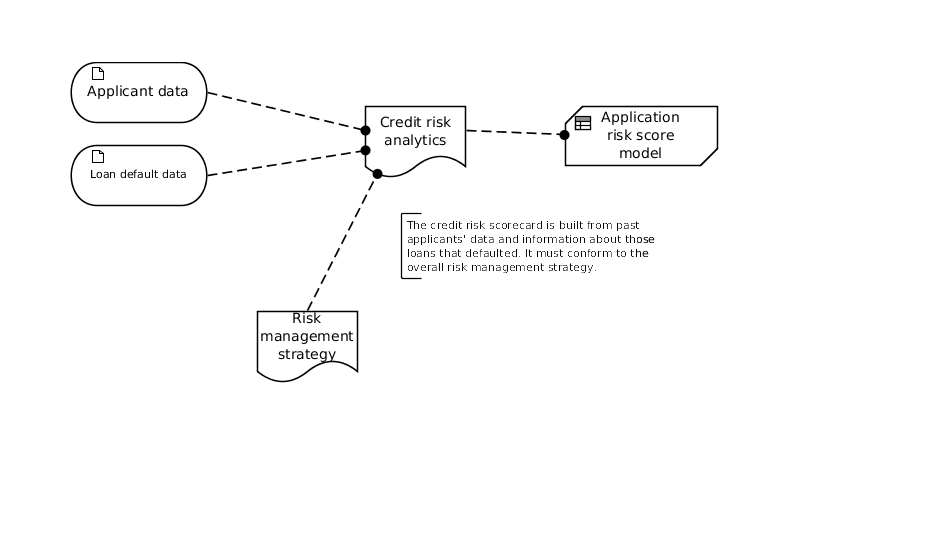 Applicant data
Loan default data
Credit risk
analytics
Application
risk score
model
The credit risk scorecard is built from past
applicants' data and information about those
loans that defaulted. It must conform to the
overall risk management strategy.
Risk
management
strategy